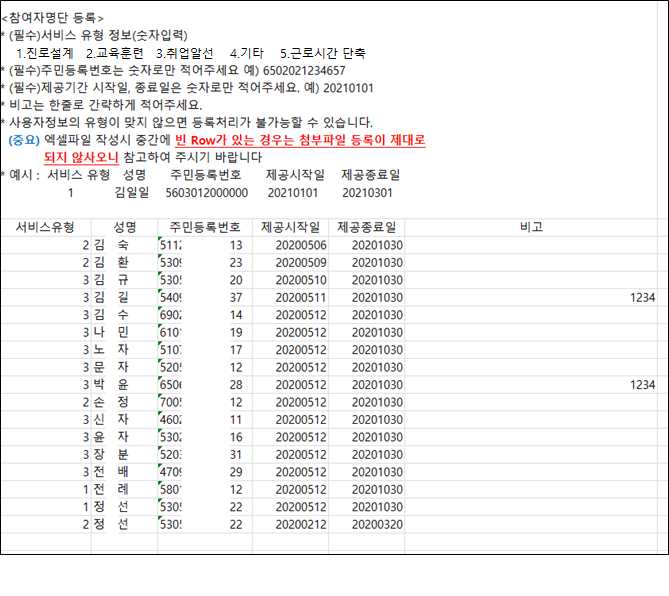 <참여자명단 등록>
* (필수)서비스 유형 정보(숫자입력)
1.진로설계 2.교육훈련 3.취업알선 4.기타 5.근로시간 단축
* (필수)주민등록번호는 숫자로만 적어주세요 예) 6502021234657
* (필수)제공기간 시작일, 종료일은 숫자로만 적어주세요. 예) 20210101
* 비고는 한줄로 간략하게 적어주세요.
* 사용자정보의 유형이 맞지 않으면 등록처리가 불가능할 수 있습니다.
(중요) 엑셀파일 작성시 중간에 빈 Row가 있는 경우는 첨부파일 등록이 제대로
되지 않사오니 참고하여 주시기 바랍니다
* 예시 : 서비스 유형 성명 주민등록번호 제공시작일 제공종료일
1 김일일 5603012000000 20210101 20210301
서비스유형 성명 주민등록번호 제공시작일 제공종료일 비고
2 김 숙 511 13 20200506 20201030
2 김 환 530 23 20200509 20201030
3 김 규 530 20 20200510 20201030
3 김 길 540 37 20200511 20201030 1234
3 김 수 690 14 20200512 20201030
3 나 민 610 19 20200512 20201030
3 노 자 510 17 20200512 20201030
3 문 자 520 12 20200512 20201030
3 박 윤 650 28 20200512 20201030 1234
2 손 정 700 12 20200512 20201030
3 신 자 460 11 20200512 20201030
3 윤 자 530 16 20200512 20201030
3 장 분 520 31 20200512 20201030
3 전 배 470 29 20200512 20201030
1 전 례 580 12 20200512 20201030
1 정 선 530 22 20200512 20201030
2 정 선 530 22 20200212 20200320